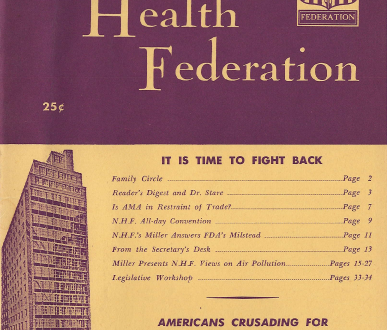 Health
FEDERATION
Federation
25¢
IT IS TIME TO FIGHT BACK
Family Circle Page 2
Reader's Digest and Dr. Stare Page 3
Is AMA in Restraint of Trade? Page 7
N.H.F. All-day Convention Page 9
N.H.F.'s Miller Answers FDA's Milstead Page 11
From the Secretary's Desk Page 13
Miller Presents N.H.F. Views on Air Pollution Pages 15-27
Legislative Workshop Pages 33-34
AMERICANS CRUSADING FOR